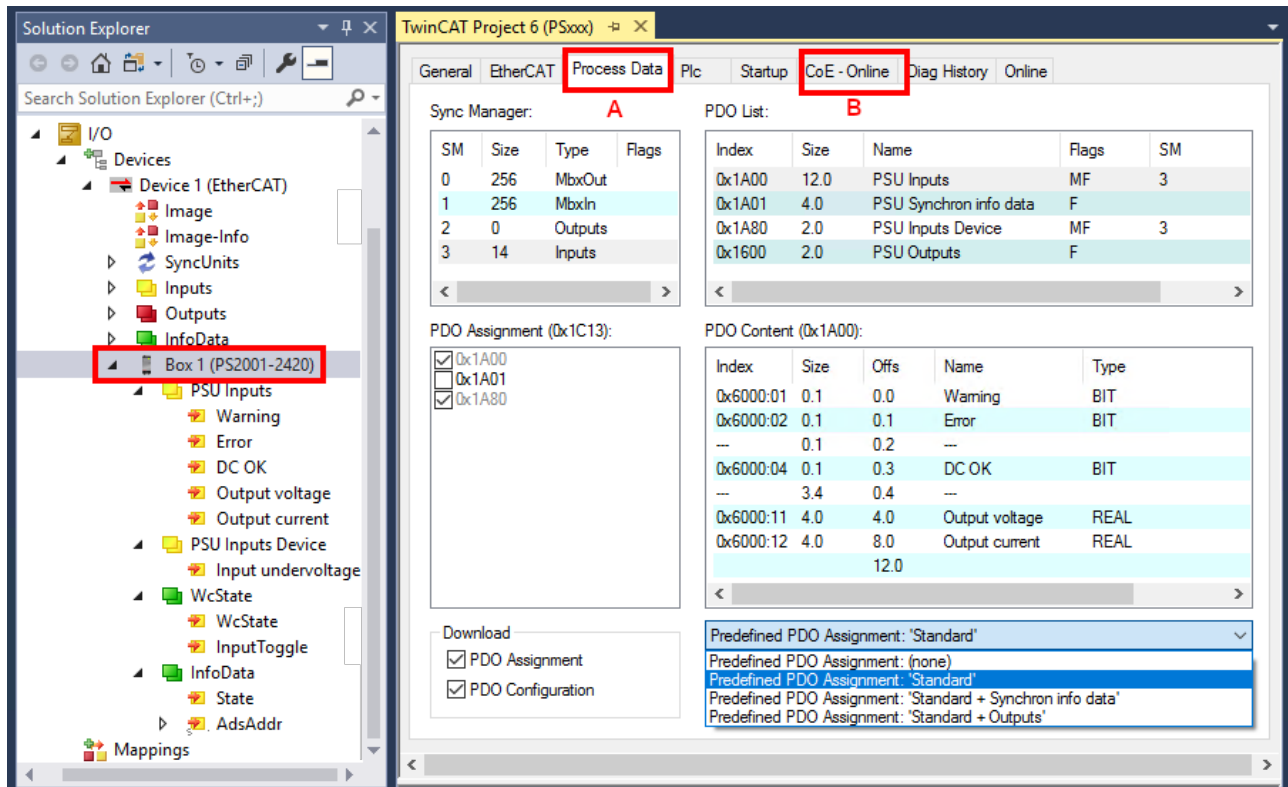 Solution Explorer
Search Solution Explorer (Ctrl+;)
I/O
Devices
Device 1 (EtherCAT)
Image
Image-Info
SyncUnits
Inputs
Outputs
InfoData
Box 1 (PS2001-2420)
PSU Inputs
Warning
Error
DC OK
Output voltage
Output current
PSU Inputs Device
Input undervoltage
WcState
WcState
InputToggle
InfoData
State
AdsAddr
Mappings
TwinCAT Project 6 (PSxxx)
General EtherCAT Process Data Plc Startup CoE - Online Diag History Online
A B
Sync Manager:
SM Size Type Flags
0 256 MbxOut
1 256 MbxIn
2 0 Outputs
3 14 Inputs
PDO List:
Index Size Name Flags SM
0x1A00 12.0 PSU Inputs MF 3
0x1A01 4.0 PSU Synchron info data F
0x1A80 2.0 PSU Inputs Device MF 3
0x1600 2.0 PSU Outputs F
PDO Assignment (0x1C13):
0x1A00
0x1A01
0x1A80
PDO Content (0x1A00):
Index Size Offs Name Type
0x6000:01 0.1 0.0 Warning BIT
0x6000:02 0.1 0.1 Error BIT
--- 0.1 0.2 ---
0x6000:04 0.1 0.3 DC OK BIT
--- 3.4 0.4 ---
0x6000:11 4.0 4.0 Output voltage REAL
0x6000:12 4.0 8.0 Output current REAL
12.0
Download
PDO Assignment
PDO Configuration
Predefined PDO Assignment: 'Standard'
Predefined PDO Assignment: (none)
Predefined PDO Assignment: 'Standard'
Predefined PDO Assignment: 'Standard + Synchron info data'
Predefined PDO Assignment: 'Standard + Outputs'